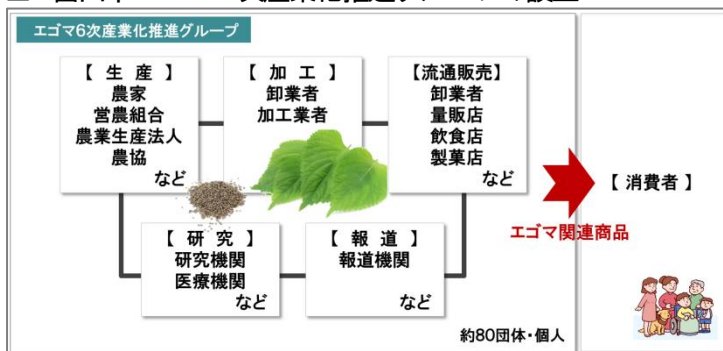 エゴマ6次産業化推進グループ
【 生 産 】
農家
営農組合
農業生産法人
農協
など
【 加 工 】
卸業者
加工業者
【流通販売】
卸業者
量販店
飲食店
製菓店
など
【 消費者 】
エゴマ関連商品
【 研 究 】
研究機関
医療機関
など
【 報 道 】
報道機関
など
約80団体・個人